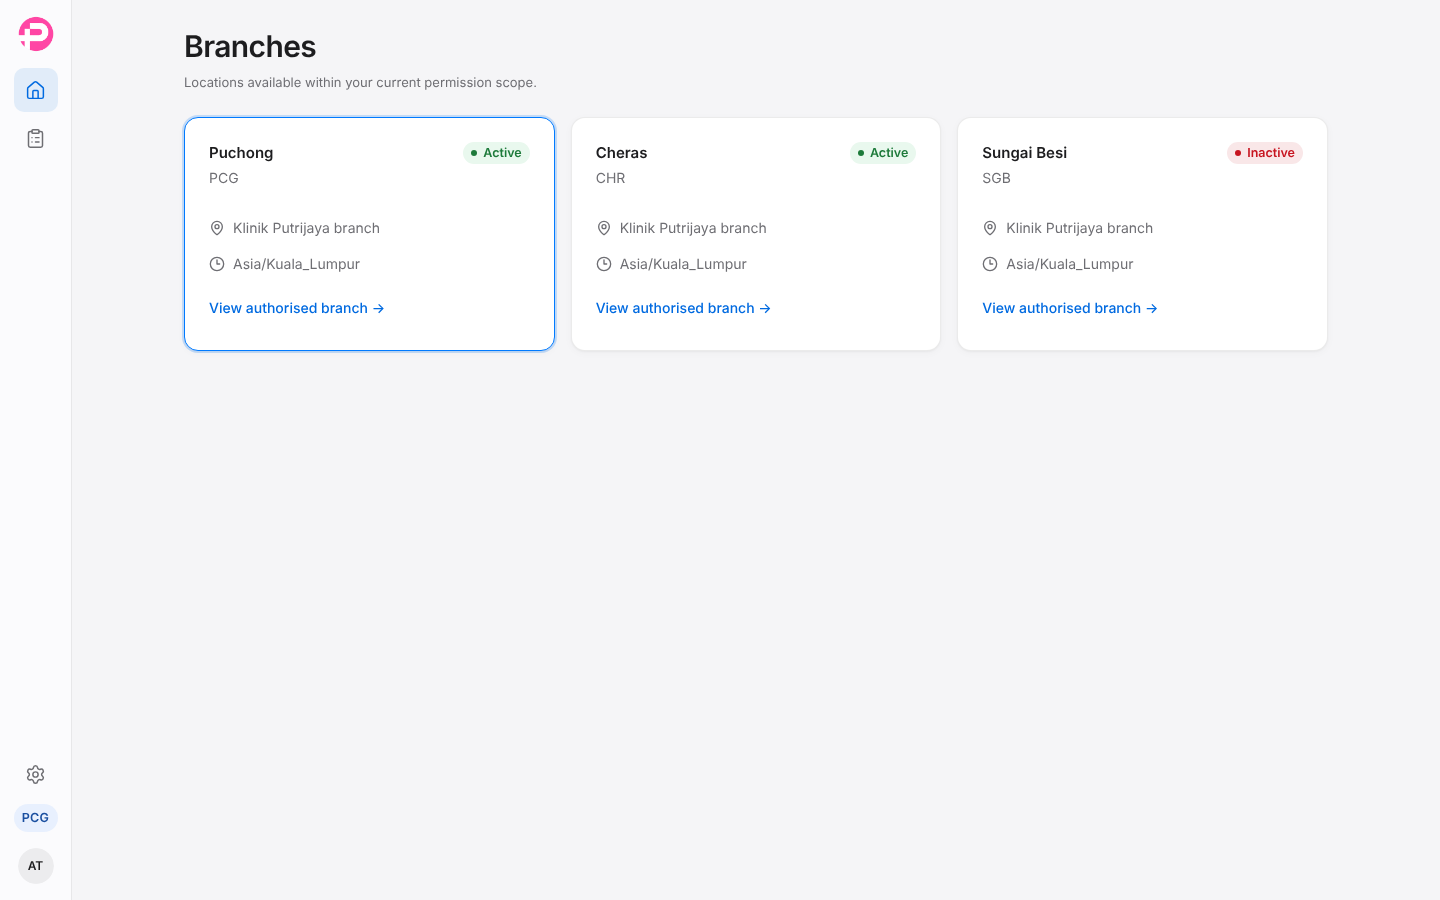 Branches
Locations available within your current permission scope.
Puchong
Active
PCG
Klinik Putrijaya branch
Asia/Kuala_Lumpur
View authorised branch →
Cheras
Active
CHR
Klinik Putrijaya branch
Asia/Kuala_Lumpur
View authorised branch →
Sungai Besi
Inactive
SGB
Klinik Putrijaya branch
Asia/Kuala_Lumpur
View authorised branch →
PCG
AT